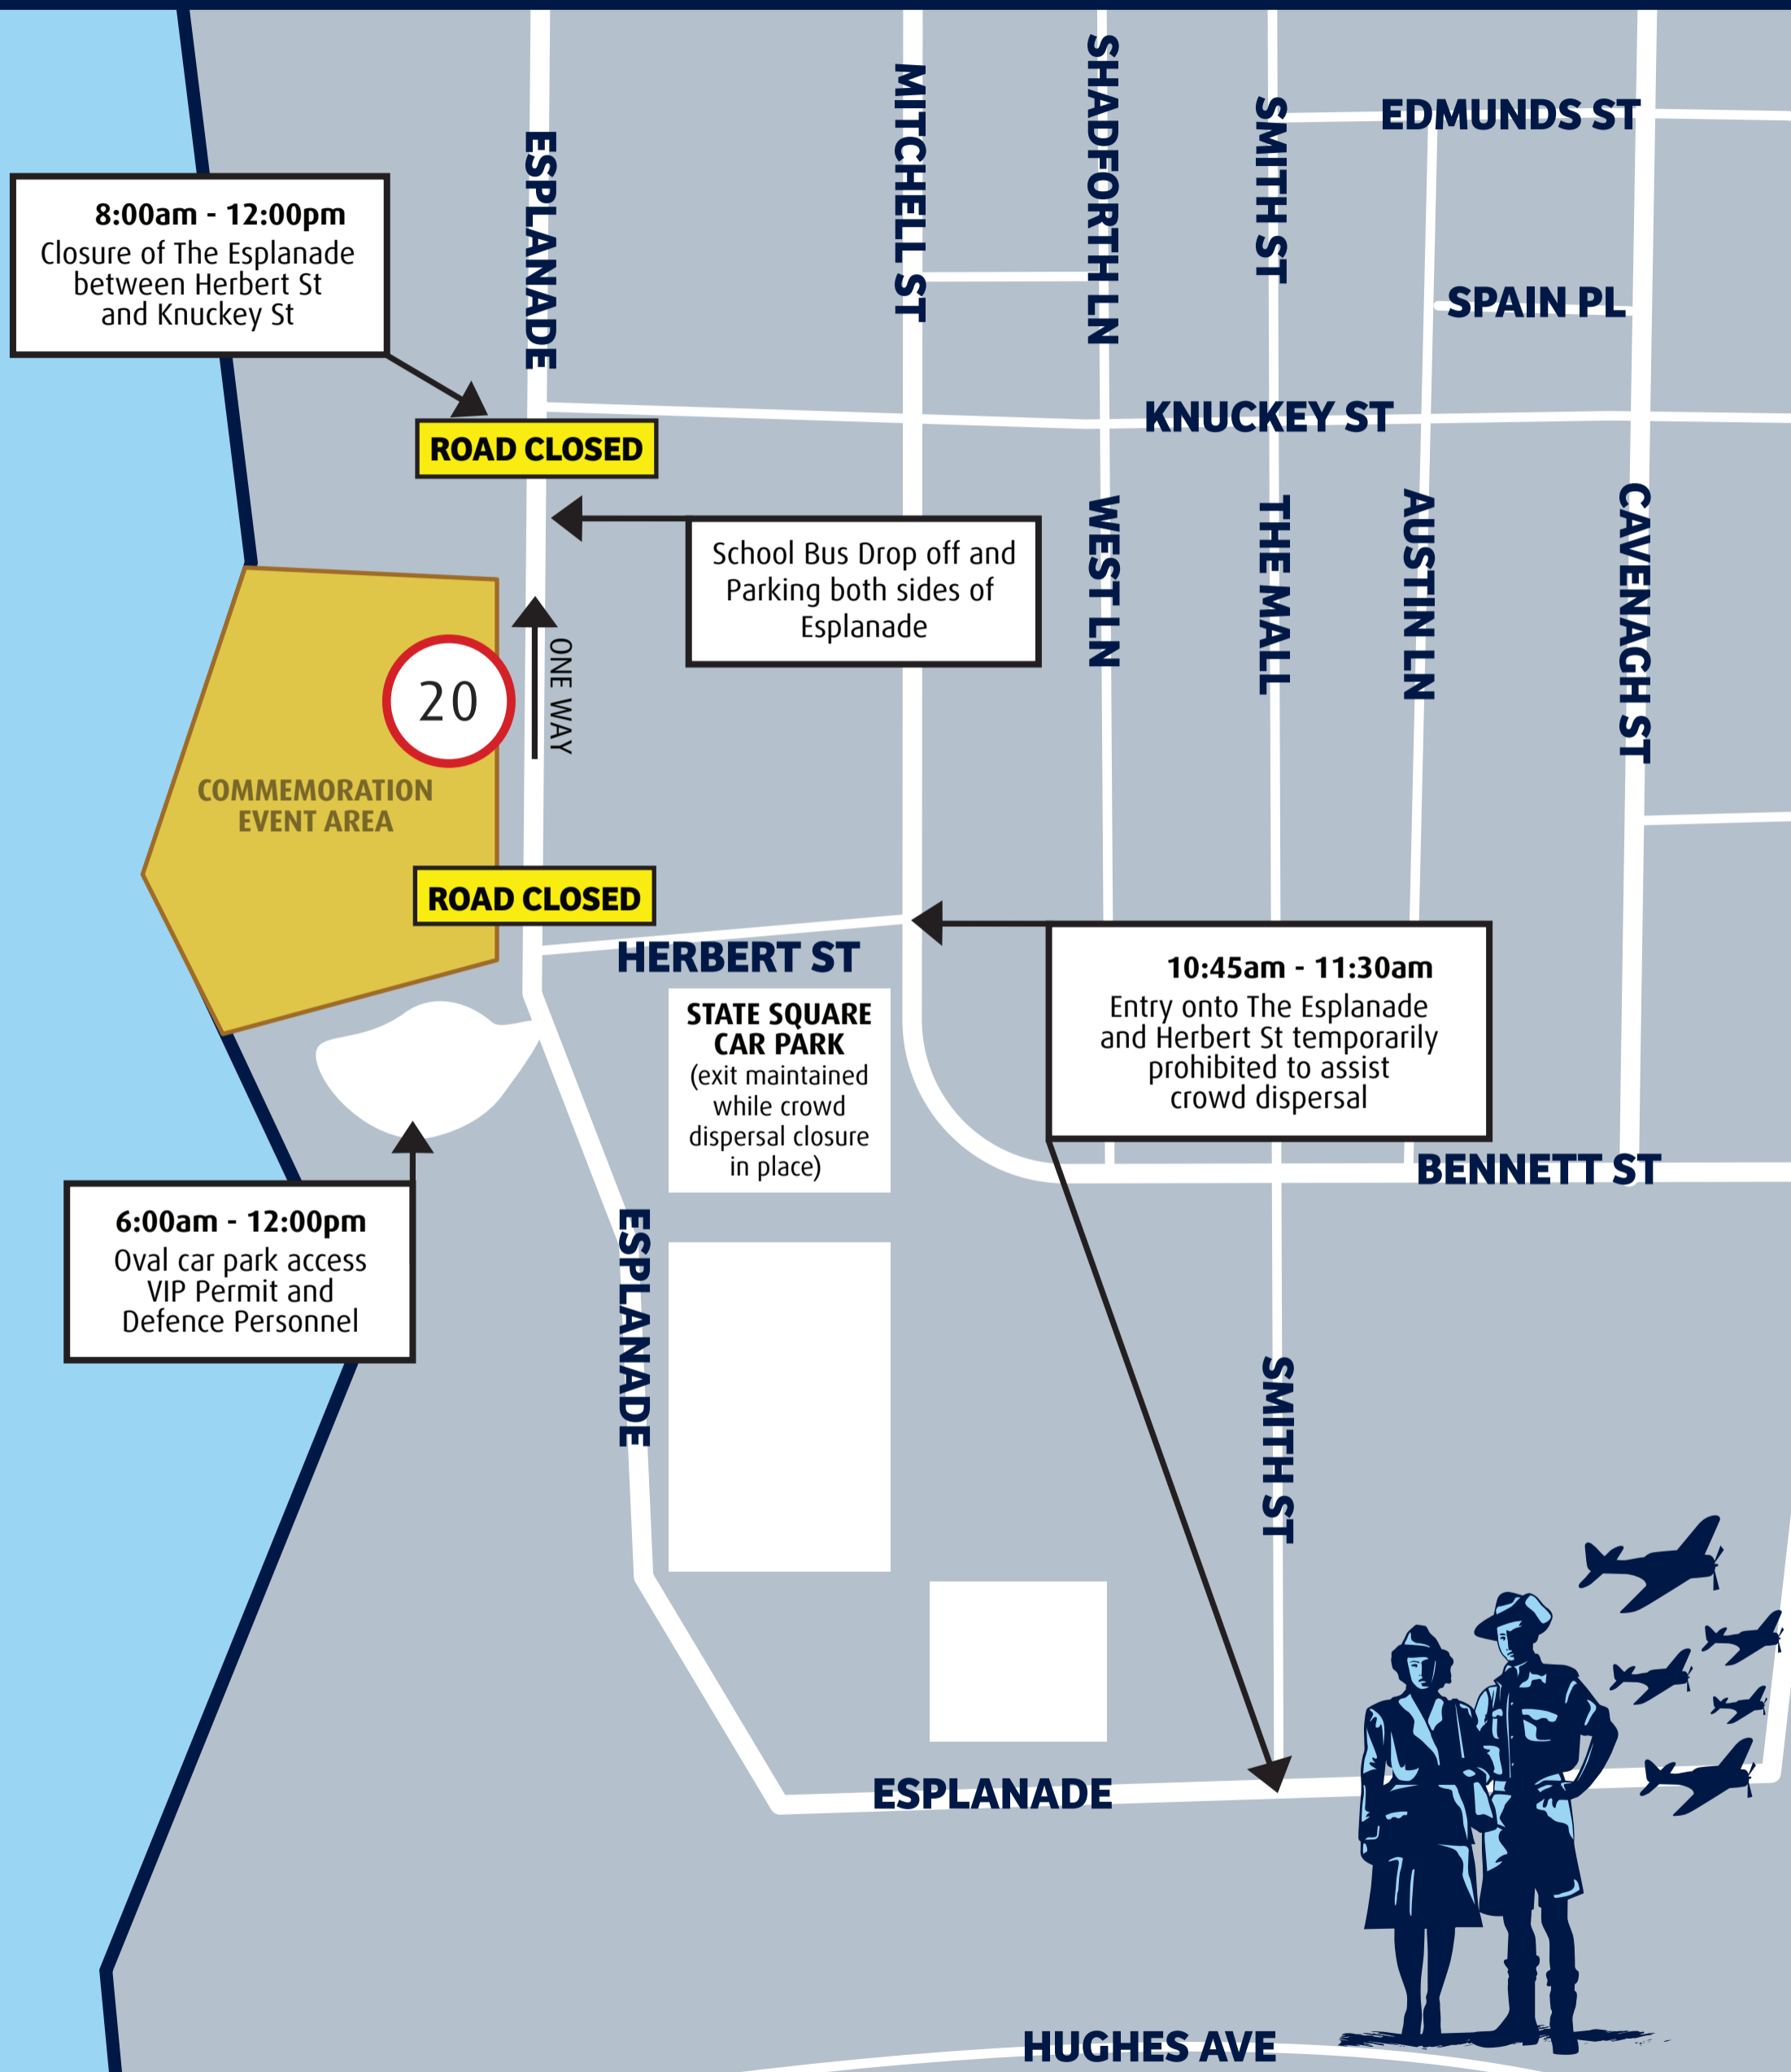 MITCHELL ST
SHADFORTH LN
SMITH ST
EDMUNDS ST
ESPLANADE
8:00am - 12:00pm
Closure of The Esplanade
between Herbert St
and Knuckey St
SPAIN PL
KNUCKEY ST
ROAD CLOSED
WEST LN
THE MALL
AUSTIN LN
CAVENAGH ST
School Bus Drop off and
Parking both sides of
Esplanade
ONE WAY
20
COMMEMORATION
EVENT AREA
ROAD CLOSED
HERBERT ST
10:45am - 11:30am
Entry onto The Esplanade
and Herbert St temporarily
prohibited to assist
crowd dispersal
STATE SQUARE
CAR PARK
(exit maintained
while crowd
dispersal closure
in place)
BENNETT ST
6:00am - 12:00pm
Oval car park access
VIP Permit and
Defence Personnel
ESPLANADE
SMITH ST
ESPLANADE
HUGHES AVE